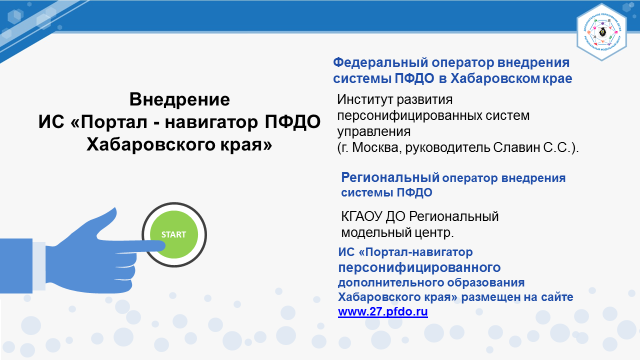 Внедрение
ИС «Портал - навигатор ПФДО
Хабаровского края»
START
Федеральный оператор внедрения
системы ПФДО в Хабаровском крае
Институт развития
персонифицированных систем
управления
(г. Москва, руководитель Славин С.С.).
Региональный оператор внедрения
системы ПФДО
КГАОУ ДО Региональный
модельный центр.
ИС «Портал-навигатор
персонифицированного
дополнительного образования
Хабаровского края» размещен на сайте
www.27.pfdo.ru